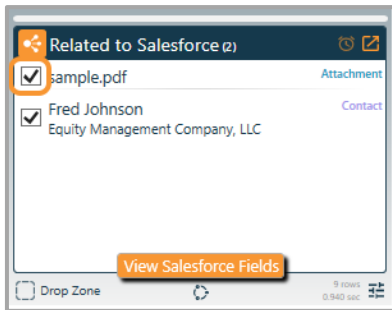 Related to Salesforce (2)
sample.pdf Attachment
Fred Johnson Contact
Equity Management Company, LLC
View Salesforce Fields
Drop Zone 9 rows
0.940 sec